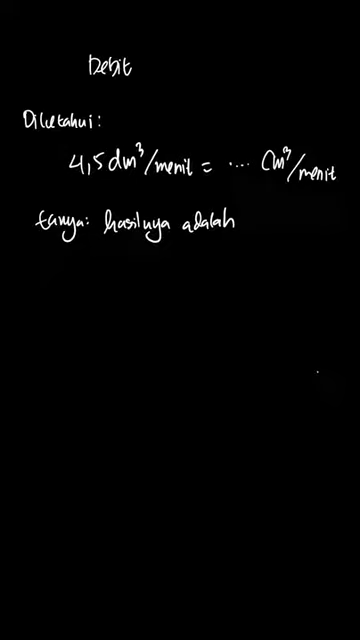 Debit
Diketahui:
4,5 dm³/menit = .... Cm³/menit
tanya: hasilnya adalah